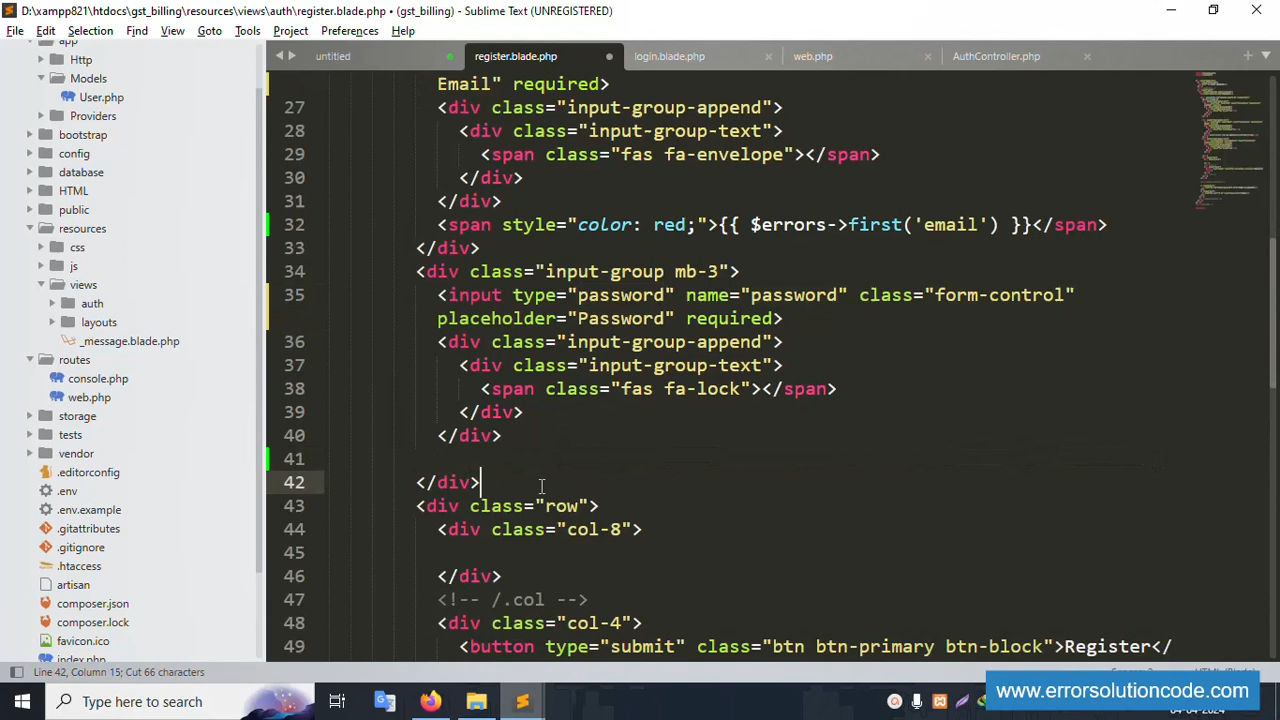 D:\xampp821\htdocs\gst_billing\resources\views\auth\register.blade.php • (gst_billing) - Sublime Text (UNREGISTERED)
File Edit Selection Find View Goto Tools Project Preferences Help
untitled register.blade.php login.blade.php web.php AuthController.php
app
Http
Models
User.php
Providers
bootstrap
config
database
HTML
public
resources
css
js
views
auth
layouts
_message.blade.php
routes
console.php
web.php
storage
tests
vendor
.editorconfig
.env
.env.example
.gitattributes
.gitignore
.htaccess
artisan
composer.json
composer.lock
favicon.ico
index.php
Email" required>
27 <div class="input-group-append">
28 <div class="input-group-text">
29 <span class="fas fa-envelope"></span>
30 </div>
31 </div>
32 <span style="color: red;">{{ $errors->first('email') }}</span>
33 </div>
34 <div class="input-group mb-3">
35 <input type="password" name="password" class="form-control"
placeholder="Password" required>
36 <div class="input-group-append">
37 <div class="input-group-text">
38 <span class="fas fa-lock"></span>
39 </div>
40 </div>
41
42 </div>
43 <div class="row">
44 <div class="col-8">
45
46 </div>
47 <!-- /.col -->
48 <div class="col-4">
49 <button type="submit" class="btn btn-primary btn-block">Register</
Line 42, Column 15; Cut 66 characters
www.errorsolutioncode.com
Type here to search